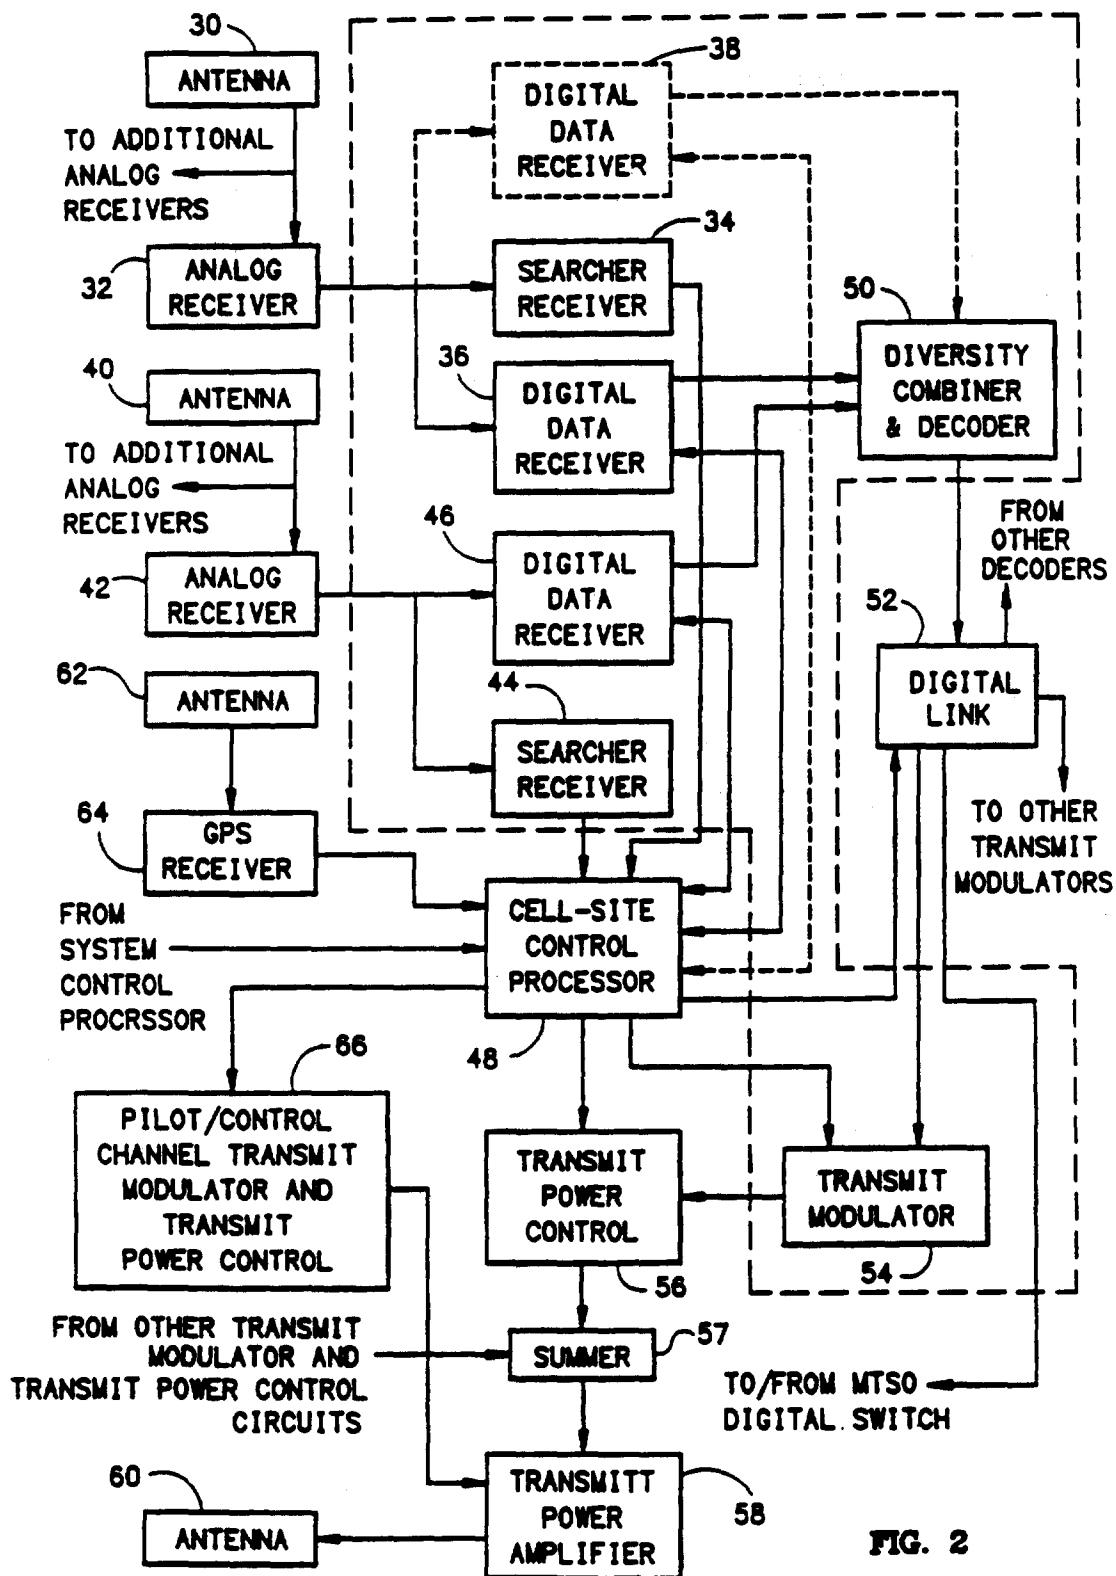 30
ANTENNA
TO ADDITIONAL
ANALOG
RECEIVERS
32
ANALOG
RECEIVER
38
DIGITAL
DATA
RECEIVER
34
SEARCHER
RECEIVER
36
DIGITAL
DATA
RECEIVER
50
DIVERSITY
COMBINER
& DECODER
40
ANTENNA
TO ADDITIONAL
ANALOG
RECEIVERS
42
ANALOG
RECEIVER
46
DIGITAL
DATA
RECEIVER
44
SEARCHER
RECEIVER
FROM
OTHER
DECODERS
52
DIGITAL
LINK
TO OTHER
TRANSMIT
MODULATORS
62
ANTENNA
64
GPS
RECEIVER
FROM
SYSTEM
CONTROL
PROCRSSOR
CELL-SITE
CONTROL
PROCESSOR
48
66
PILOT/CONTROL
CHANNEL TRANSMIT
MODULATOR AND
TRANSMIT
POWER CONTROL
TRANSMIT
POWER
CONTROL
56
TRANSMIT
MODULATOR
54
FROM OTHER TRANSMIT
MODULATOR AND
TRANSMIT POWER CONTROL
CIRCUITS
SUMMER
57
TO/FROM MTSO
DIGITAL. SWITCH
60
ANTENNA
TRANSMITT
POWER
AMPLIFIER
58
FIG. 2